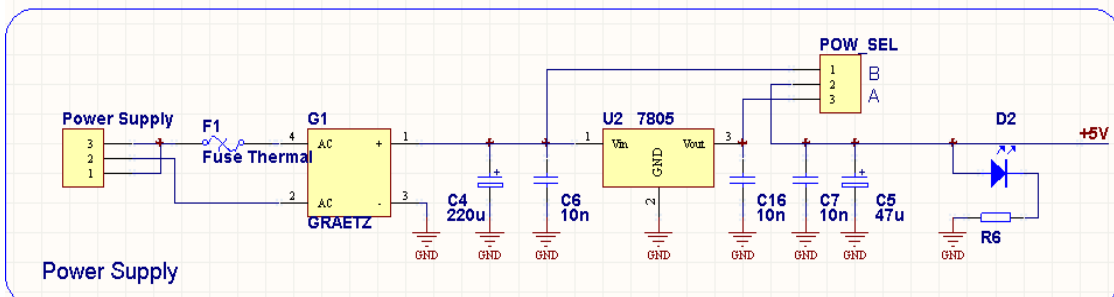 POW_SEL
1 B
2
3 A
Power Supply
3
2
1
F1
Fuse Thermal
G1
4 AC + 1
2 AC - 3
GRAETZ
C4
220u
C6
10n
U2 7805
1 Vin Vout 3
GND
2
C16
10n
C7
10n
C5
47u
D2
+5V
R6
GND
GND
GND
GND
GND
GND
GND
GND
Power Supply